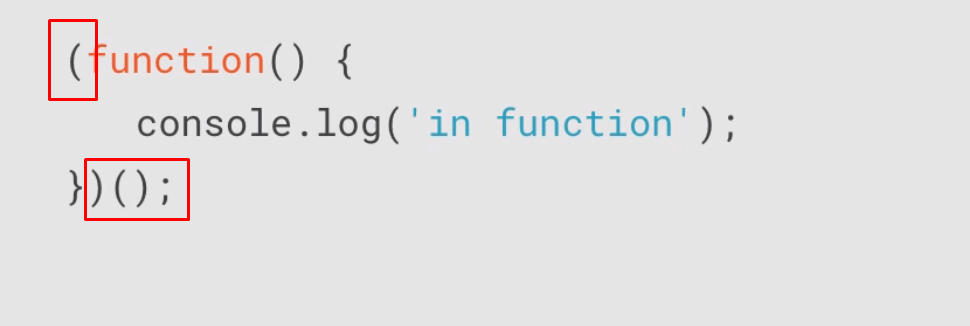 (function() {
console.log('in function');
})();